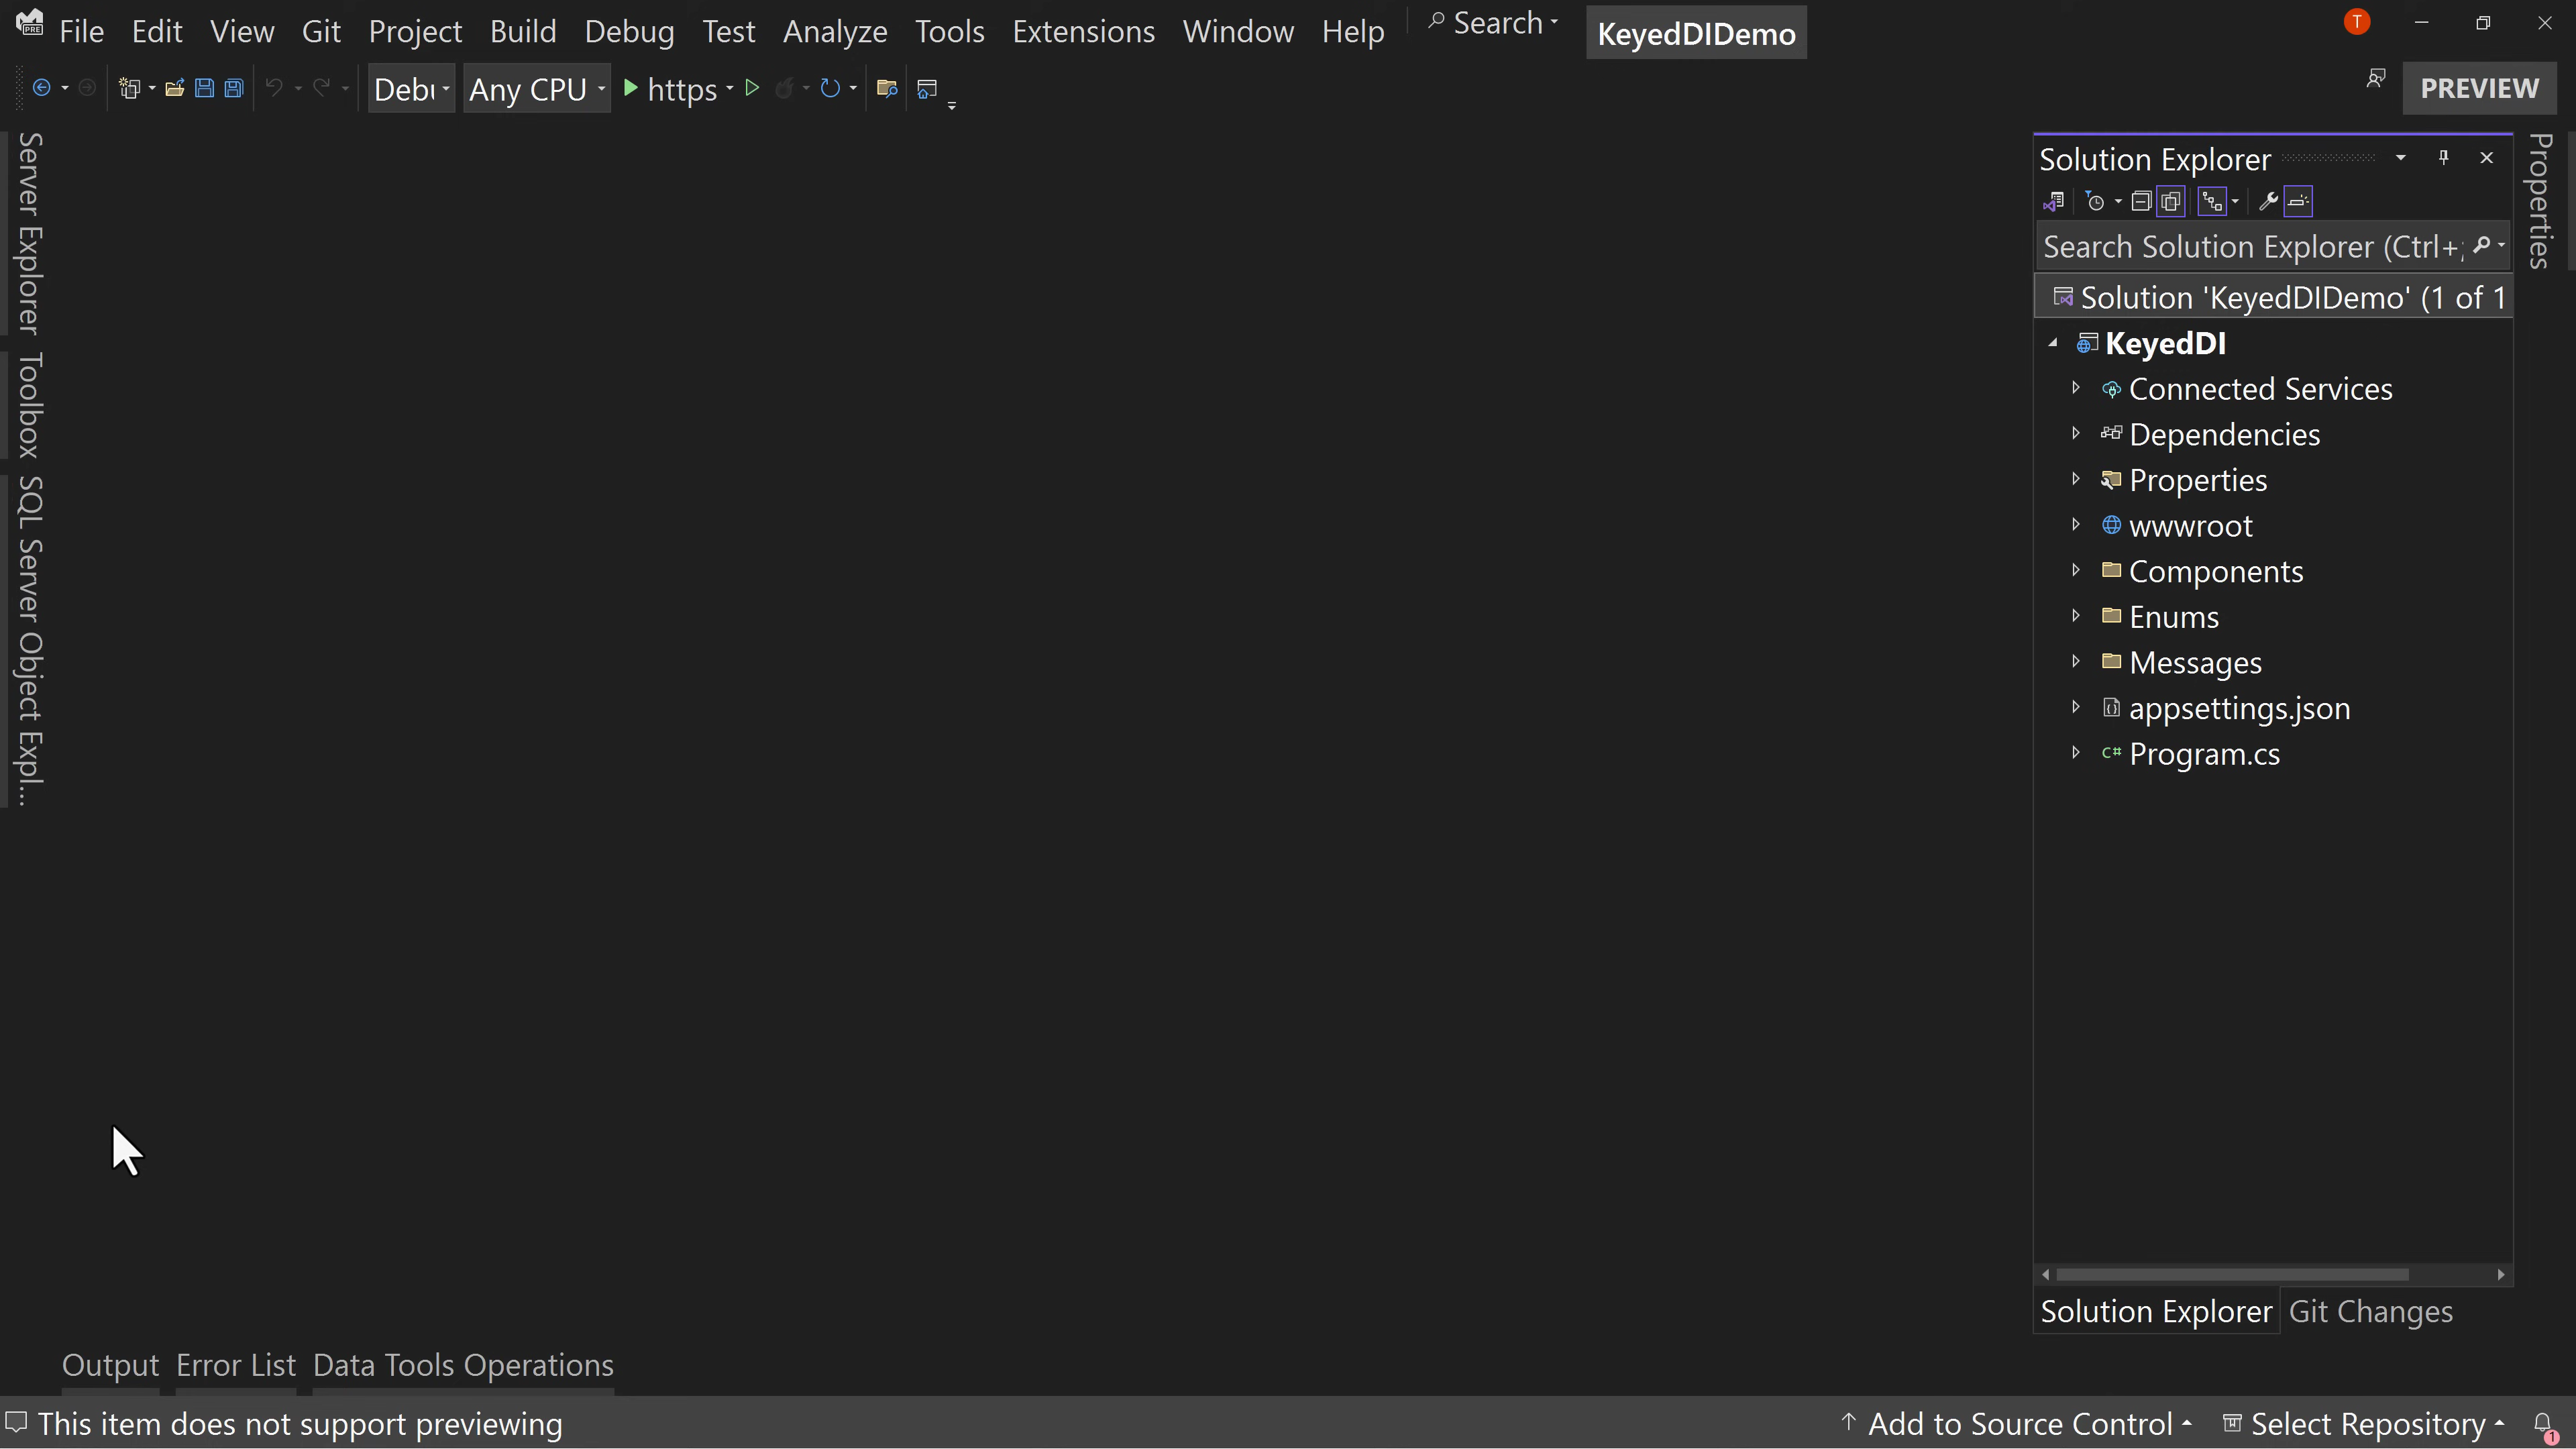 File Edit View Git Project Build Debug Test Analyze Tools Extensions Window Help Search KeyedDIDemo T
Debu Any CPU https PREVIEW
Server Explorer
Toolbox
SQL Server Object Expl...
Solution Explorer
Search Solution Explorer (Ctrl+;
Solution 'KeyedDIDemo' (1 of 1
KeyedDI
Connected Services
Dependencies
Properties
wwwroot
Components
Enums
Messages
appsettings.json
C# Program.cs
Solution Explorer Git Changes
Properties
Output Error List Data Tools Operations
This item does not support previewing Add to Source Control Select Repository 1